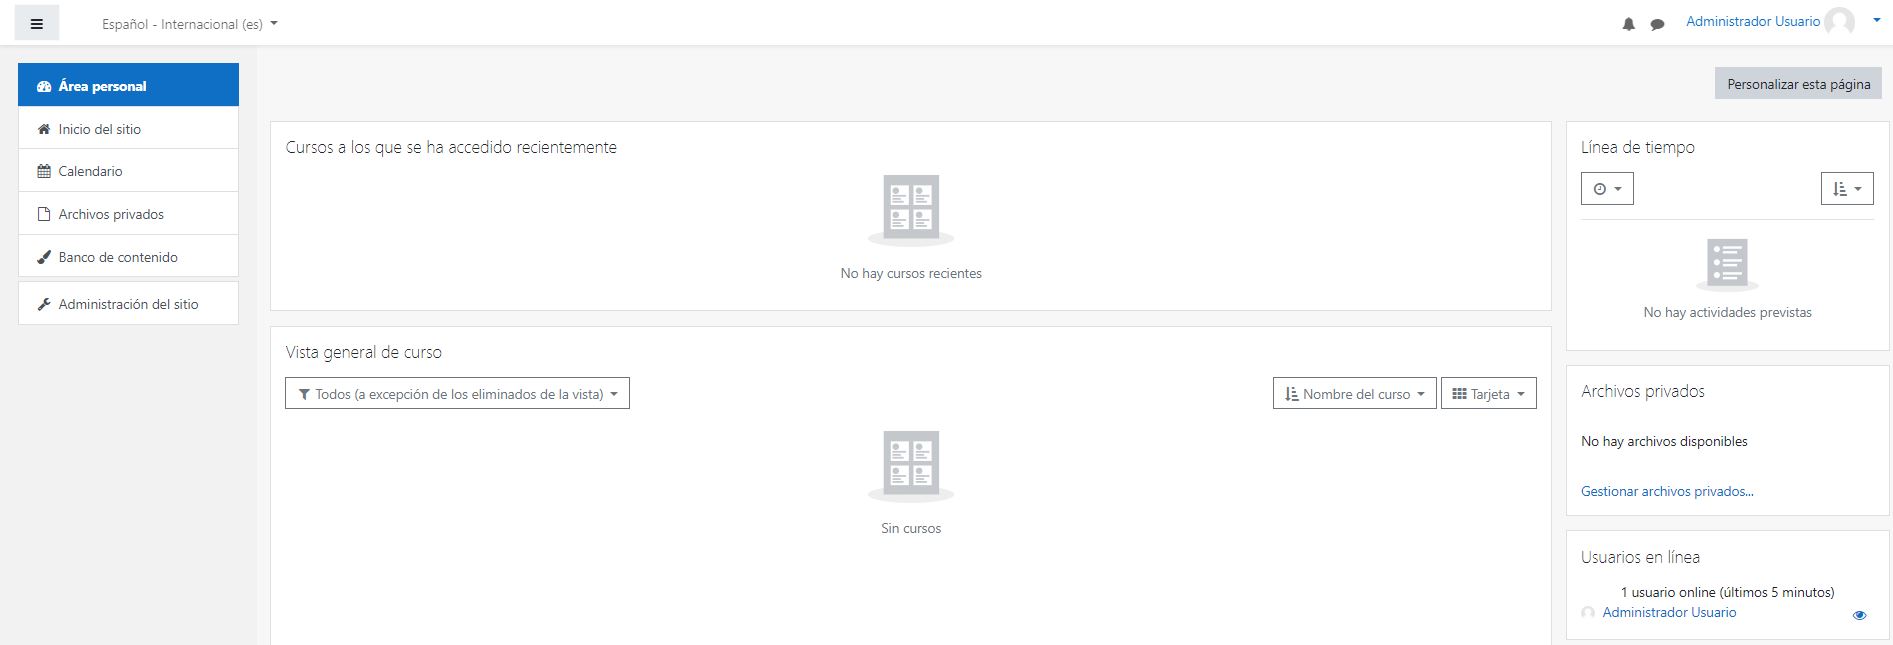 Español - Internacional (es)
Administrador Usuario
Área personal
Inicio del sitio
Calendario
Archivos privados
Banco de contenido
Administración del sitio
Personalizar esta página
Cursos a los que se ha accedido recientemente
No hay cursos recientes
Vista general de curso
Todos (a excepción de los eliminados de la vista)
Nombre del curso
Tarjeta
Sin cursos
Línea de tiempo
No hay actividades previstas
Archivos privados
No hay archivos disponibles
Gestionar archivos privados...
Usuarios en línea
1 usuario online (últimos 5 minutos)
Administrador Usuario